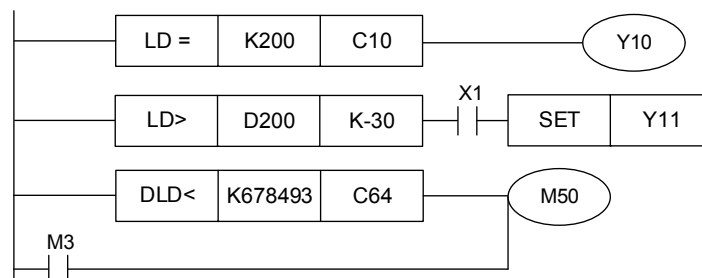 LD = K200 C10 Y10
X1
LD> D200 K-30 SET Y11
DLD< K678493 C64 M50
M3